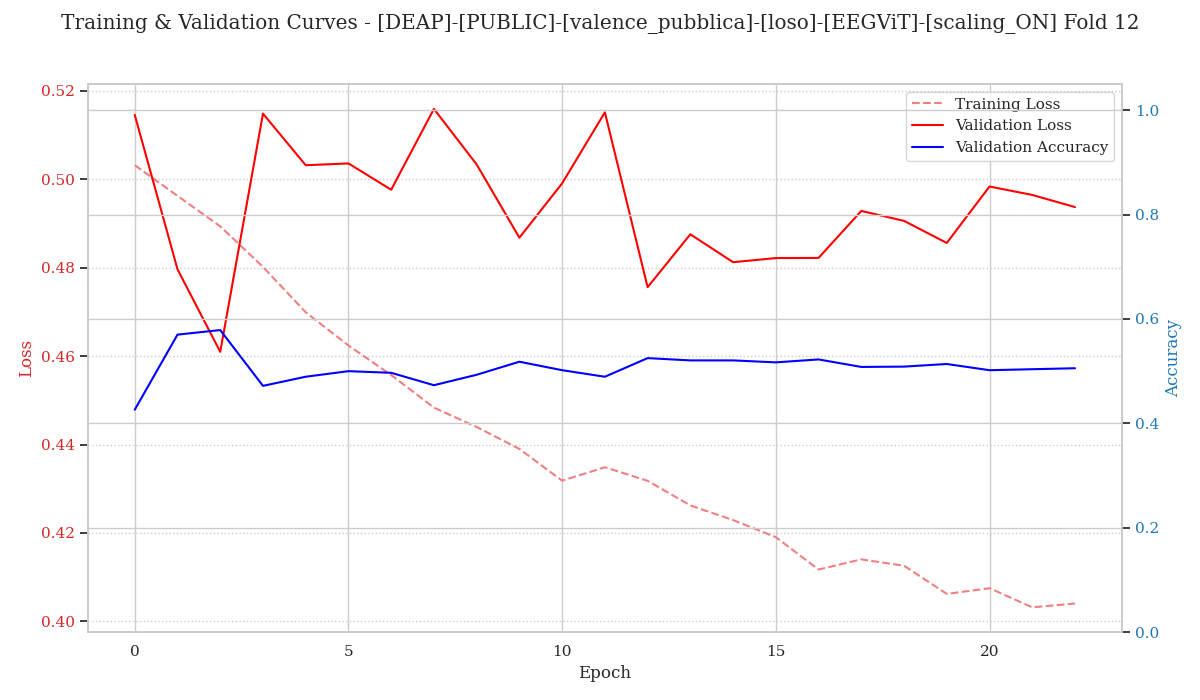 Training & Validation Curves - [DEAP]-[PUBLIC]-[valence_pubblica]-[loso]-[EEGViT]-[scaling_ON] Fold 12
0.52
0.50
0.48
0.46
0.44
0.42
0.40
Loss
Training Loss
Validation Loss
Validation Accuracy
1.0
0.8
0.6
0.4
0.2
0.0
Accuracy
0 5 10 15 20
Epoch